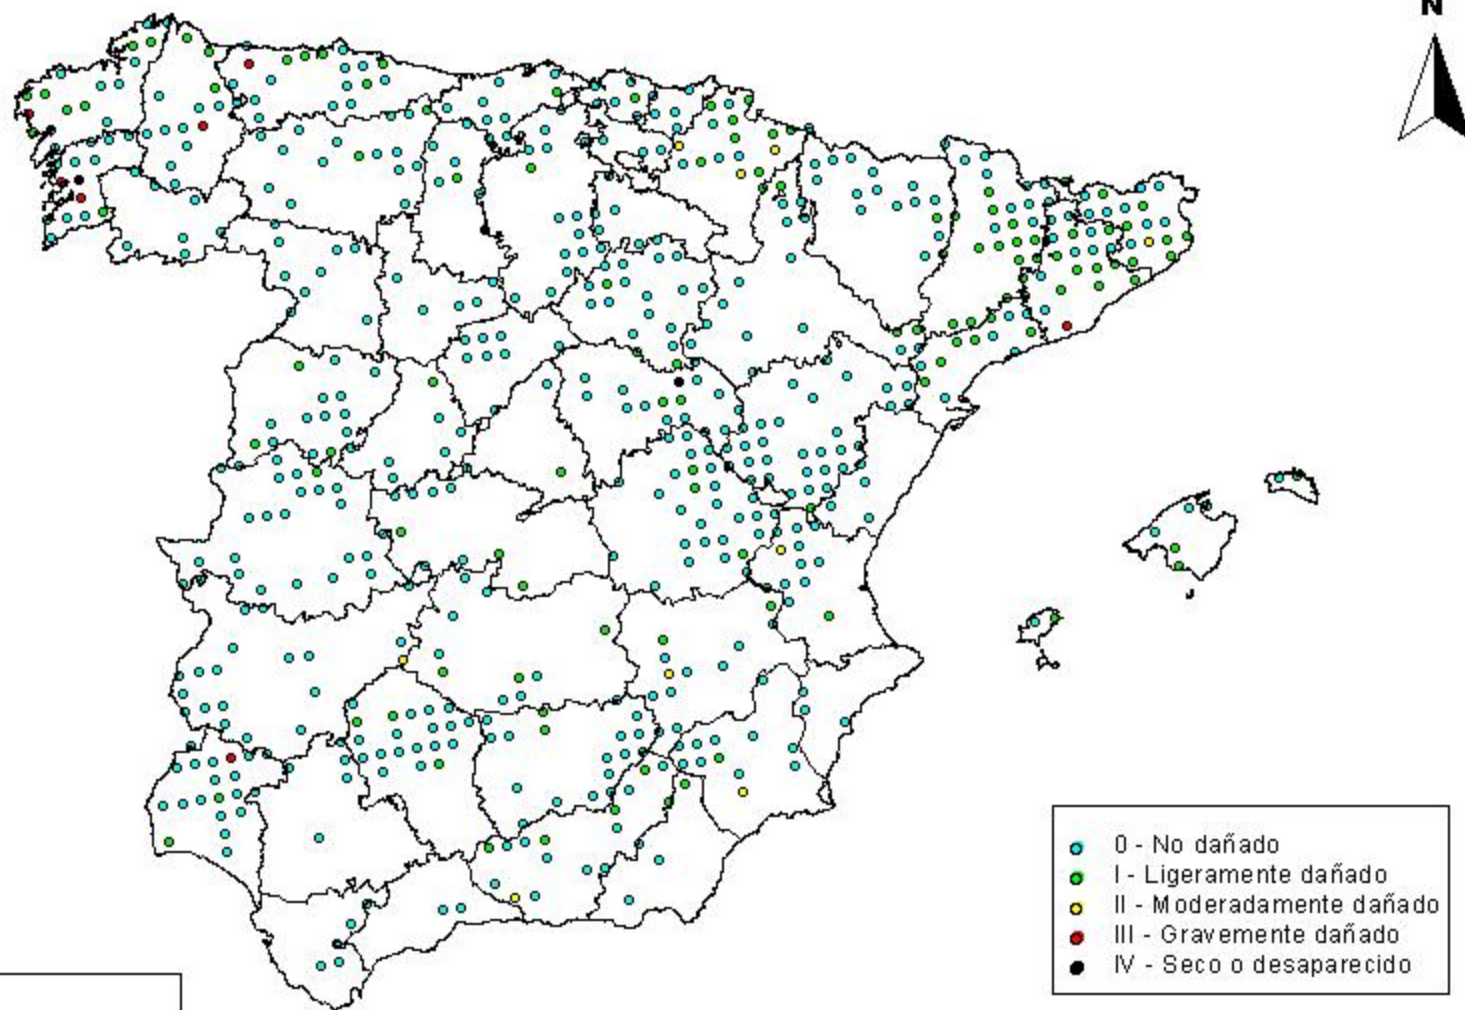 N
0 - No dañado
I - Ligeramente dañado
II - Moderadamente dañado
III - Gravemente dañado
IV - Seco o desaparecido